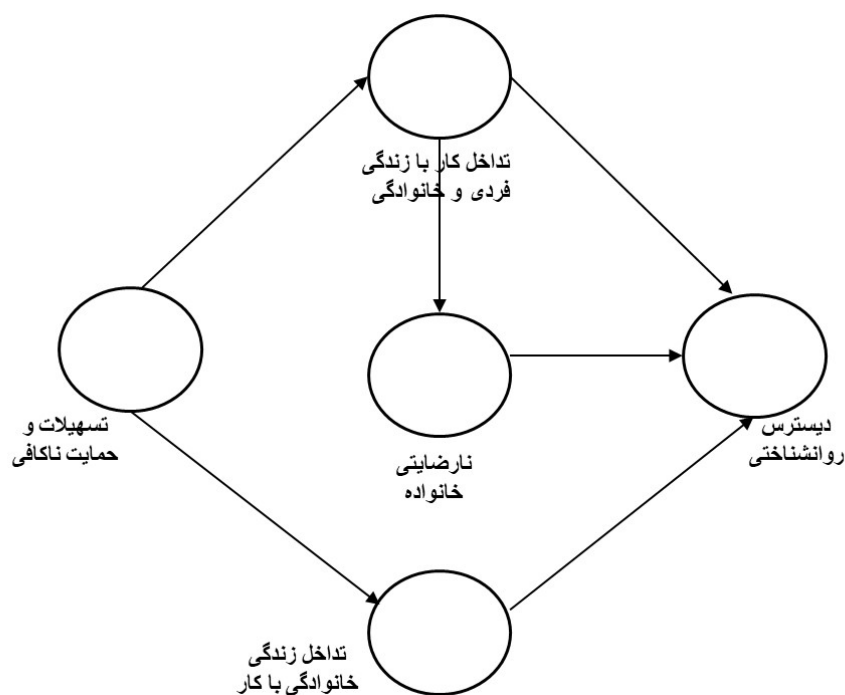 تداخل کار با زندگی
فردی و خانوادگی
تسهیلات و
حمایت ناکافی
نارضایتی
خانواده
دیسترس
روانشناختی
تداخل زندگی
خانوادگی با کار